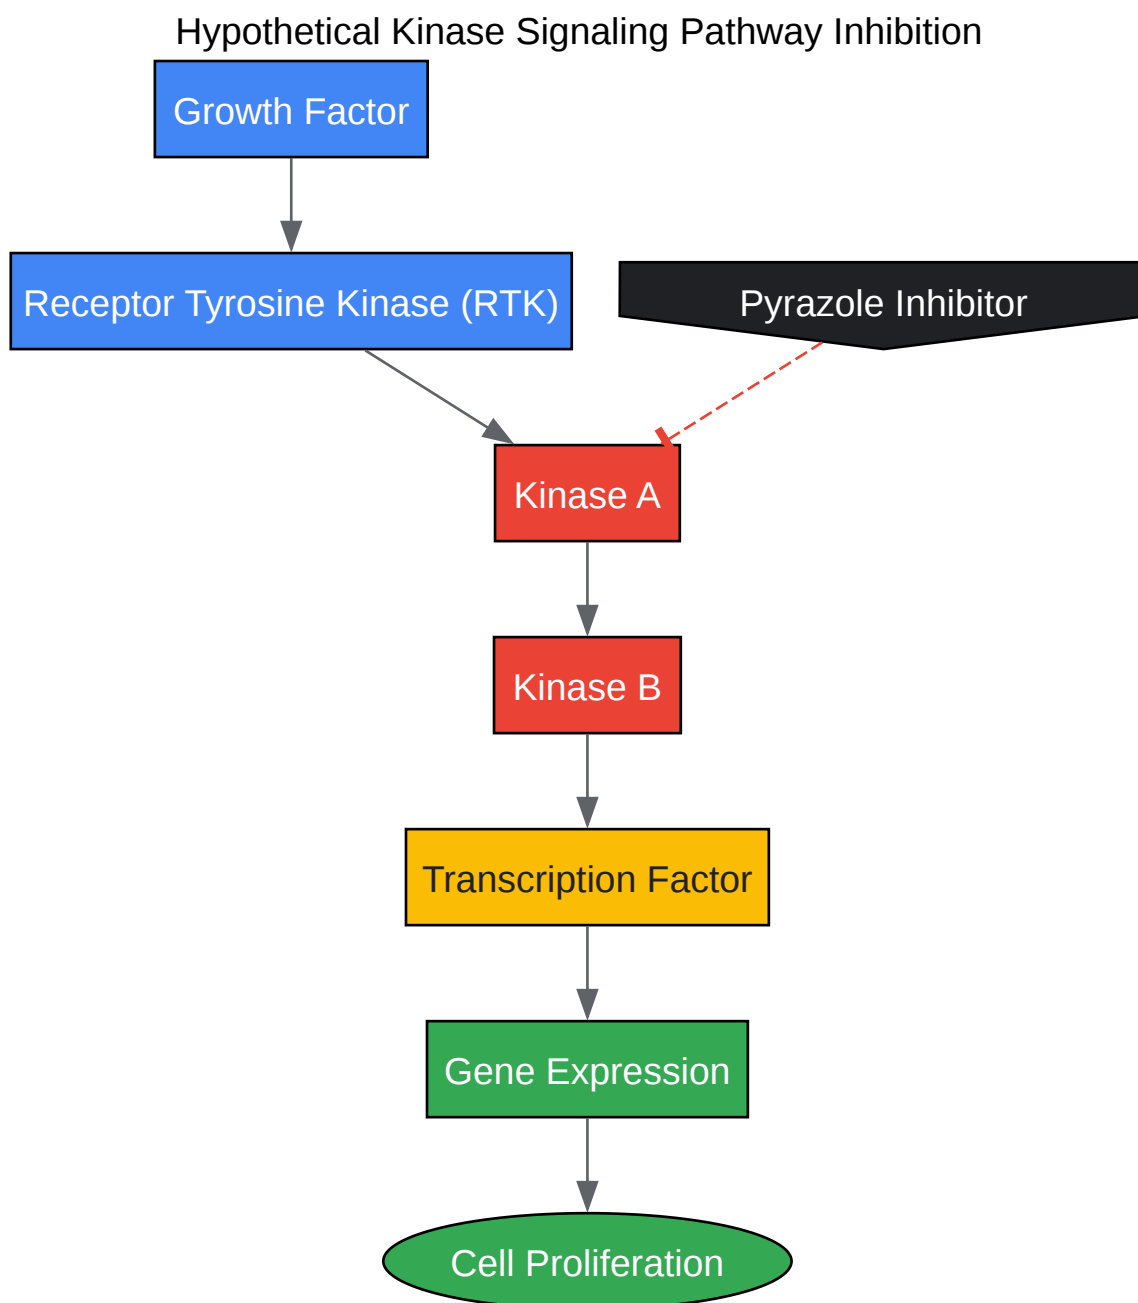 Hypothetical Kinase Signaling Pathway Inhibition
Growth Factor
Receptor Tyrosine Kinase (RTK)
Pyrazole Inhibitor
Kinase A
Kinase B
Transcription Factor
Gene Expression
Cell Proliferation